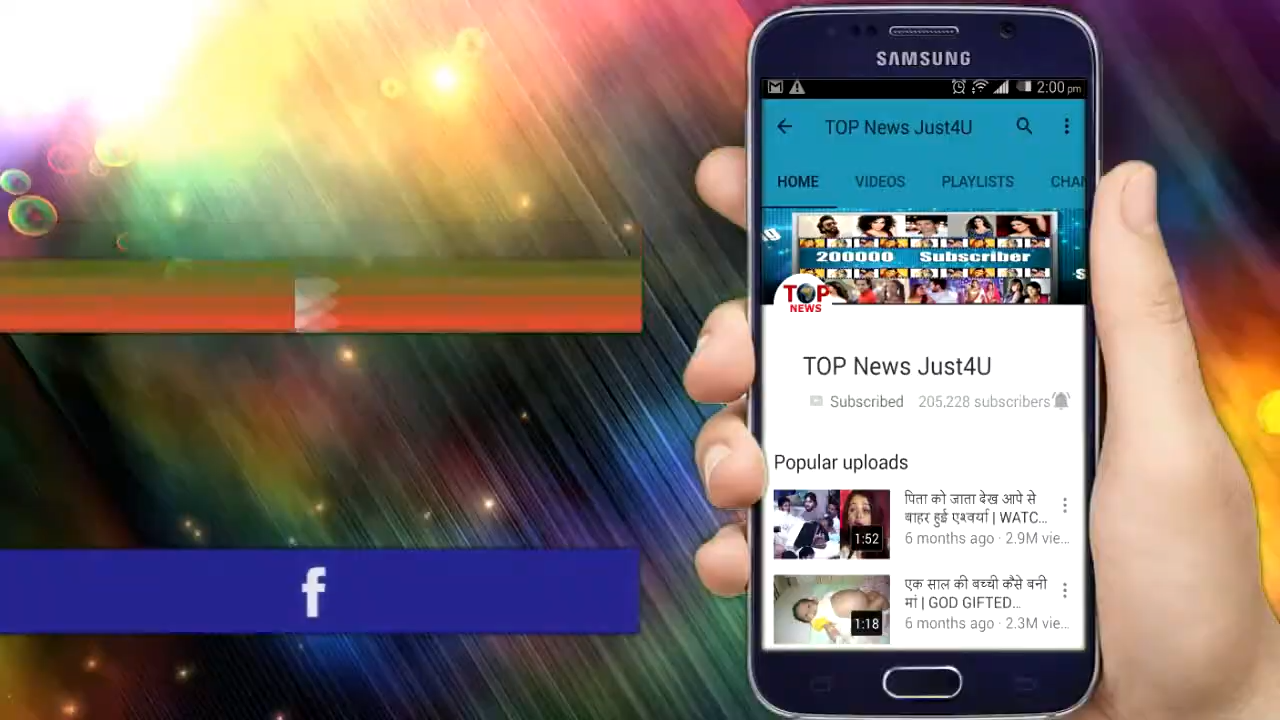 SAMSUNG
2:00 pm
TOP News Just4U
HOME VIDEOS PLAYLISTS CHAN
200000 Subscriber
TOP
NEWS
TOP News Just4U
Subscribed 205,228 subscribers
Popular uploads
पिता को जाता देख आपे से
बाहर हुई एश्वर्या | WATC...
1:52
6 months ago · 2.9M vie...
एक साल की बच्ची कैसे बनी
मां | GOD GIFTED...
1:18
6 months ago · 2.3M vie...
f